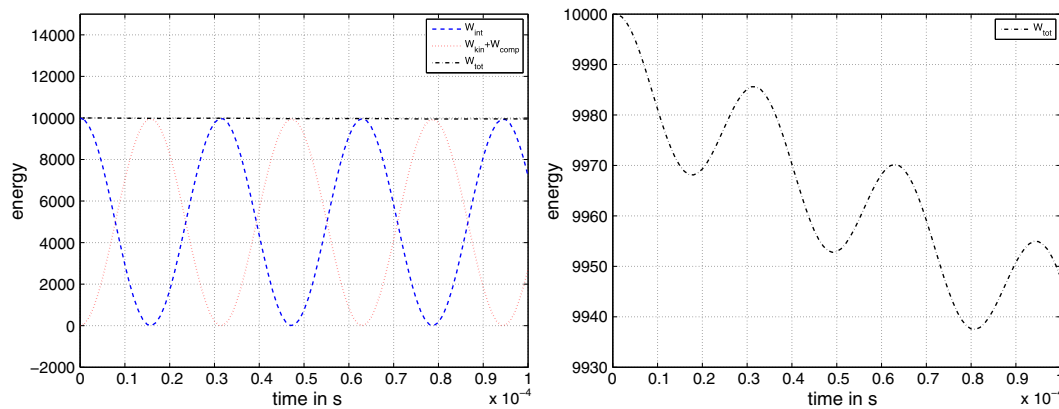 14000
12000
10000
8000
6000
4000
2000
0
−2000
energy
0 0.1 0.2 0.3 0.4 0.5 0.6 0.7 0.8 0.9 1
time in s
x 10⁻⁴
W_int
W_kin+W_comp
W_tot
10000
9990
9980
9970
9960
9950
9940
9930
energy
0 0.1 0.2 0.3 0.4 0.5 0.6 0.7 0.8 0.9 1
time in s
x 10⁻⁴
W_tot